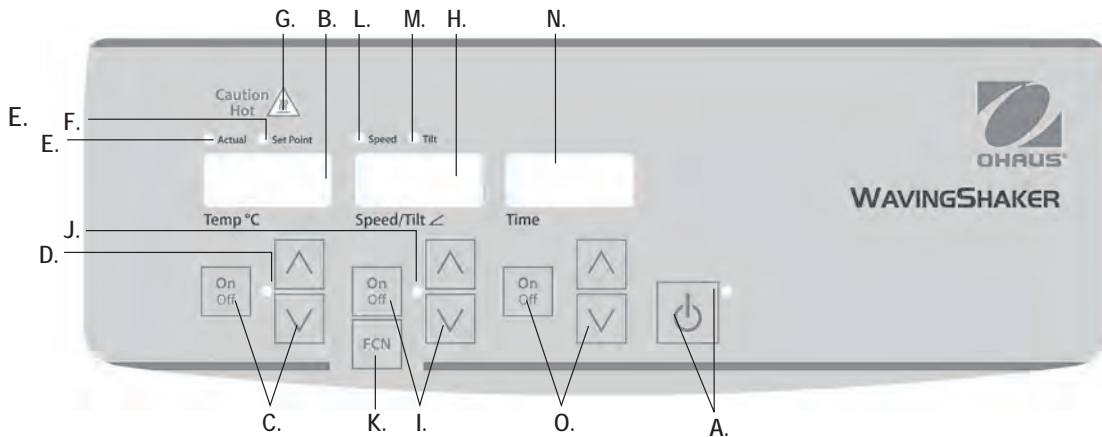 G. B. L. M. H. N.
Caution
Hot
OHAUS®
E. F.
E. Actual Set Point Speed Tilt
WAVINGSHAKER
Temp °C Speed/Tilt ∠ Time
J.
D.
On
Off
On
Off
On
Off
FCN
C. K. I. O. A.